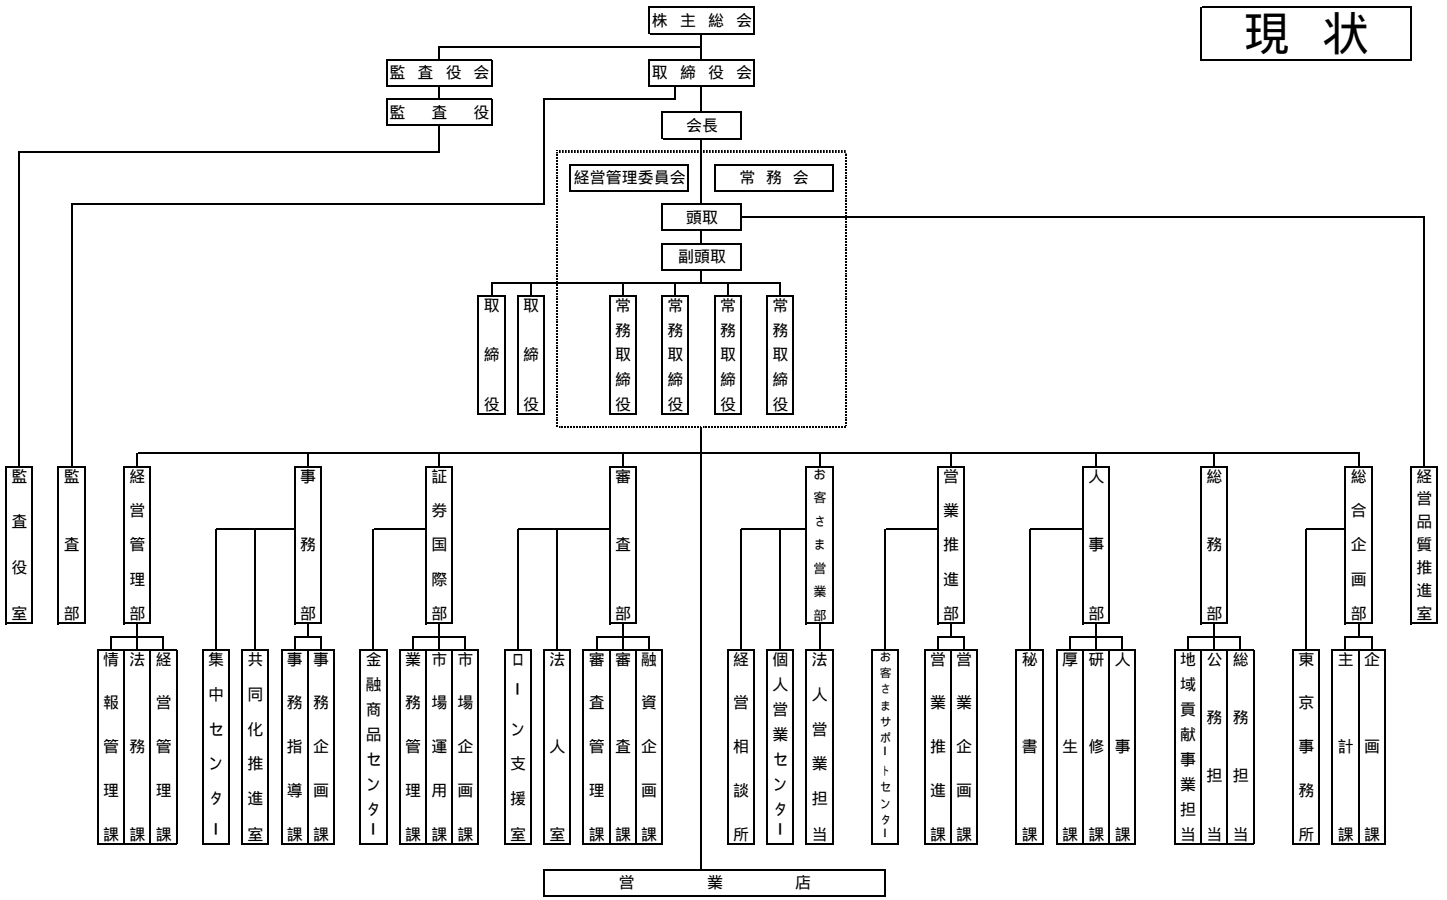 現状
株主総会
監査役会
取締役会
監査役
会長
経営管理委員会
常務会
頭取
副頭取
取締役
取締役
常務取締役
常務取締役
常務取締役
常務取締役
監査役室
監査部
経営管理部
事務部
証券国際部
審査部
お客さま営業部
営業推進部
人事部
総務部
総合企画部
経営品質推進室
情報管理課
法務課
経営管理課
集中センター
共同化推進室
事務指導課
事務企画課
金融商品センター
業務管理課
市場運用課
市場企画課
ローン支援室
法人室
審査管理課
審査課
融資企画課
経営相談所
個人営業センター
法人営業担当
お客さまサポートセンター
営業推進課
営業企画課
秘書課
厚生課
研修課
人事課
地域貢献事業担当
公務担当
総務担当
東京事務所
主計課
企画課
営業店